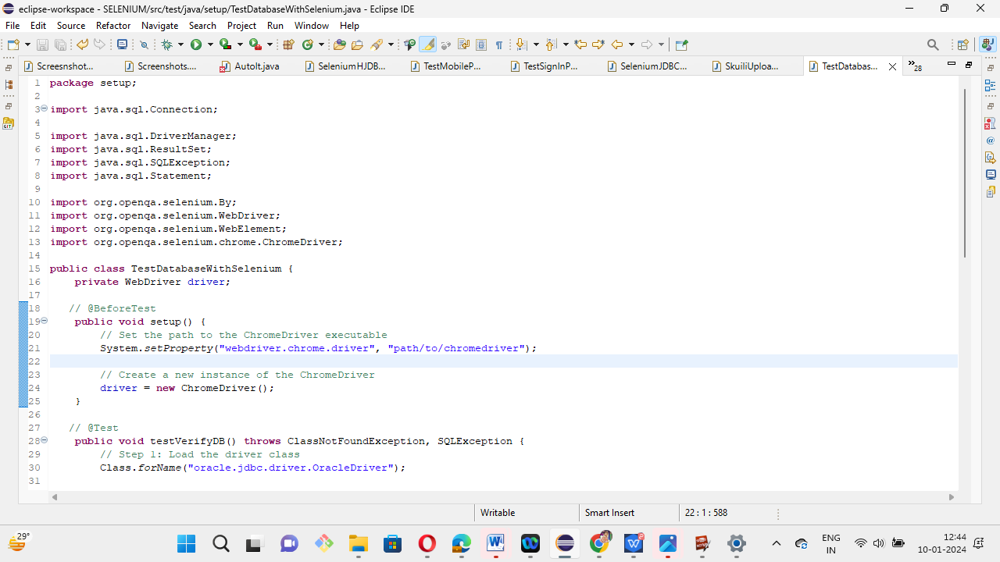 eclipse-workspace - SELENIUM/src/test/java/setup/TestDatabaseWithSelenium.java - Eclipse IDE
File Edit Source Refactor Navigate Search Project Run Window Help
Screesnshot... Screenshots.... AutoIt.java SeleniumHJDB... TestMobileP... TestSignInP... SeleniumJDBC... SkuiliUploa... TestDatabas... »28
1 package setup;
2
3 import java.sql.Connection;
4
5 import java.sql.DriverManager;
6 import java.sql.ResultSet;
7 import java.sql.SQLException;
8 import java.sql.Statement;
9
10 import org.openqa.selenium.By;
11 import org.openqa.selenium.WebDriver;
12 import org.openqa.selenium.WebElement;
13 import org.openqa.selenium.chrome.ChromeDriver;
14
15 public class TestDatabaseWithSelenium {
16     private WebDriver driver;
17
18    // @BeforeTest
19     public void setup() {
20         // Set the path to the ChromeDriver executable
21         System.setProperty("webdriver.chrome.driver", "path/to/chromedriver");
22
23         // Create a new instance of the ChromeDriver
24         driver = new ChromeDriver();
25     }
26
27    // @Test
28     public void testVerifyDB() throws ClassNotFoundException, SQLException {
29         // Step 1: Load the driver class
30         Class.forName("oracle.jdbc.driver.OracleDriver");
31
Writable Smart Insert 22 : 1 : 588
29°
ENG
IN
12:44
10-01-2024